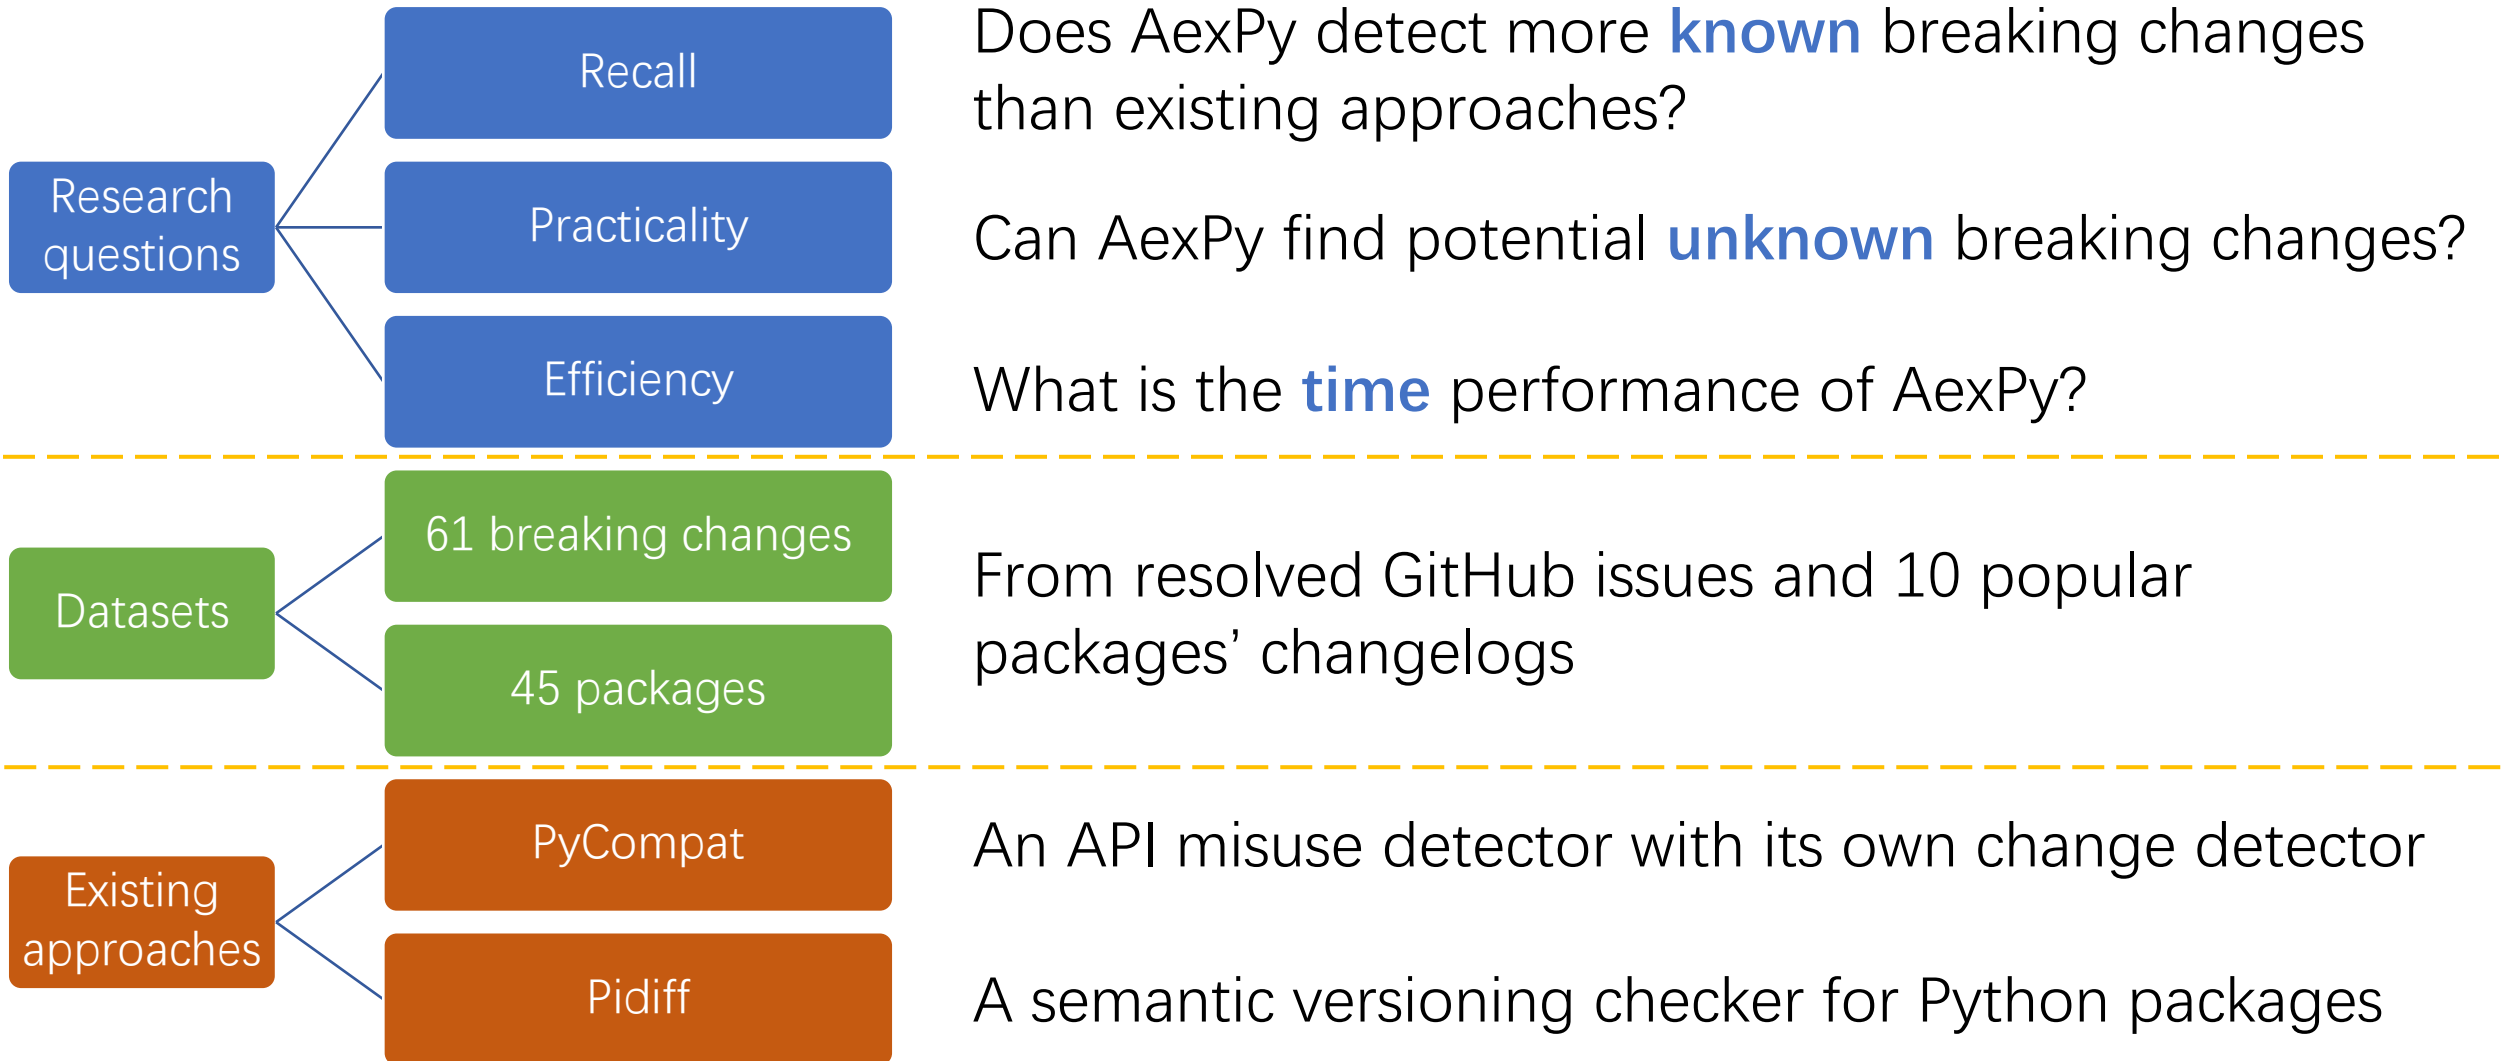 Recall
Does AexPy detect more known breaking changes
than existing approaches?
Research
questions
Practicality
Can AexPy find potential unknown breaking changes?
Efficiency
What is the time performance of AexPy?
61 breaking changes
Datasets
From resolved GitHub issues and 10 popular
packages’ changelogs
45 packages
PyCompat
An API misuse detector with its own change detector
Existing
approaches
Pidiff
A semantic versioning checker for Python packages